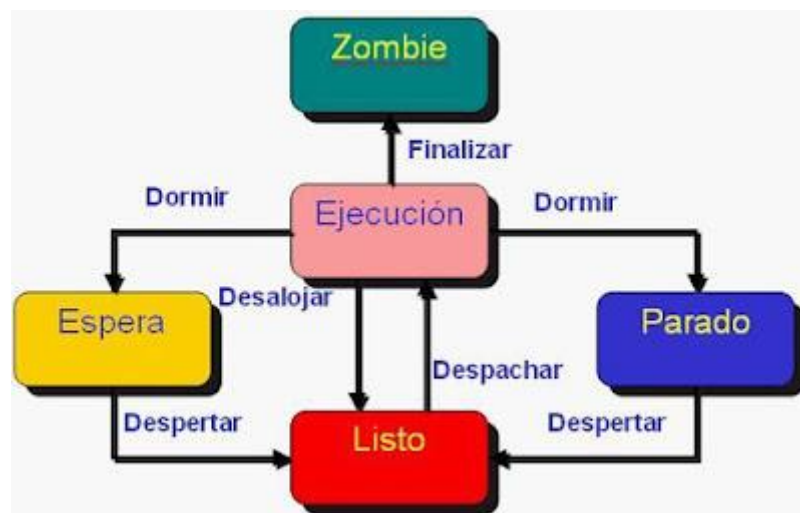 Zombie
Finalizar
Dormir
Ejecución
Dormir
Espera
Desalojar
Parado
Despachar
Despertar
Listo
Despertar